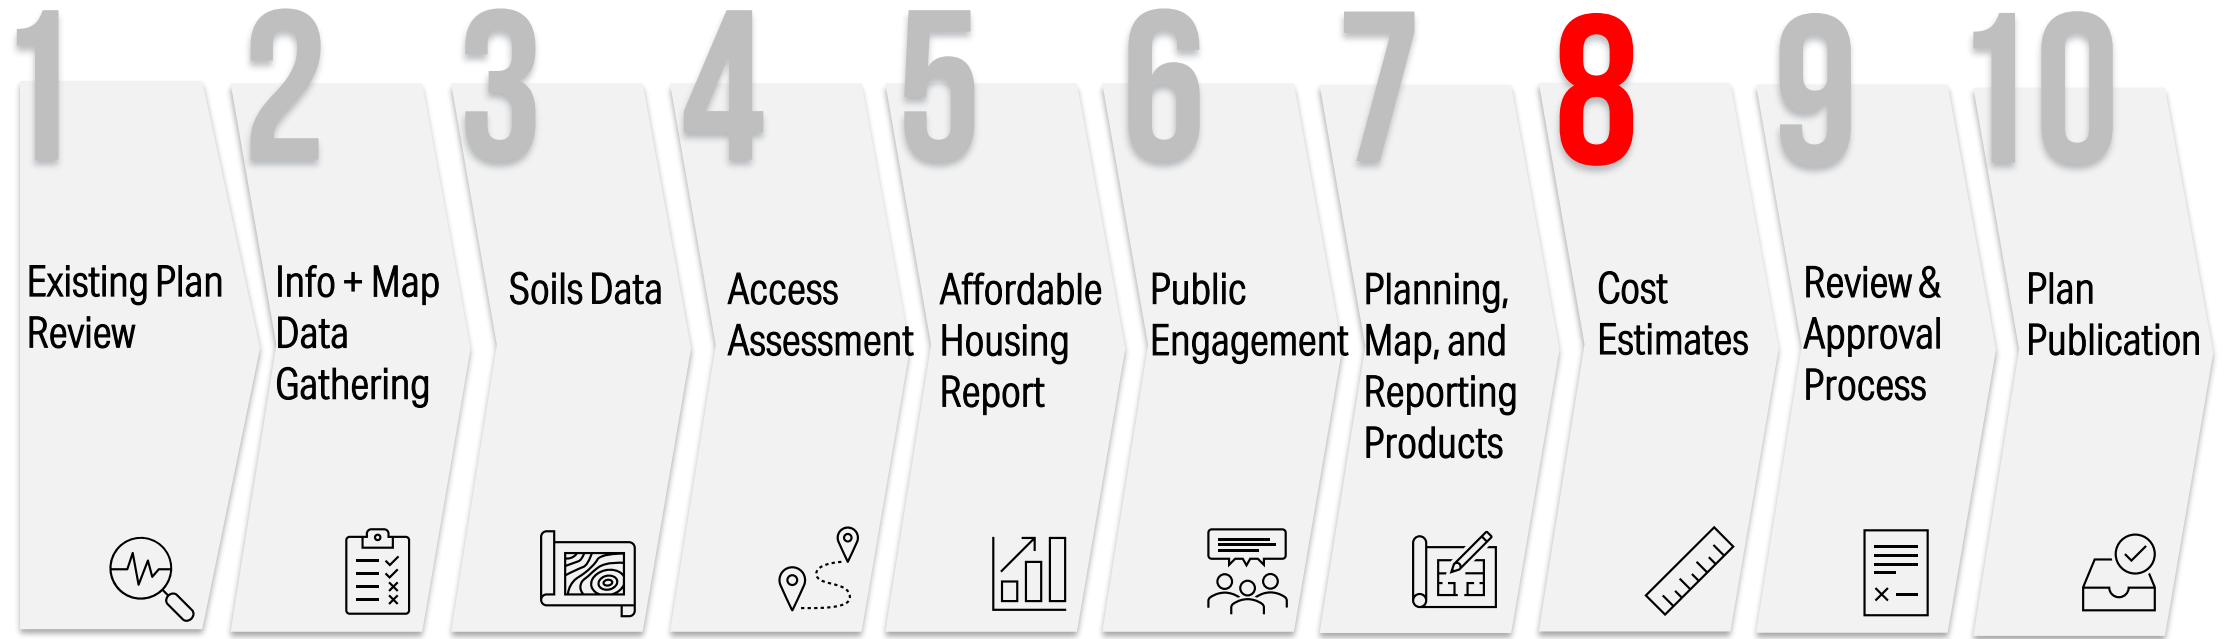 1
Existing Plan
Review
2
Info + Map
Data
Gathering
3
Soils Data
4
Access
Assessment
5
Affordable
Housing
Report
6
Public
Engagement
7
Planning,
Map, and
Reporting
Products
8
Cost
Estimates
9
Review &
Approval
Process
10
Plan
Publication